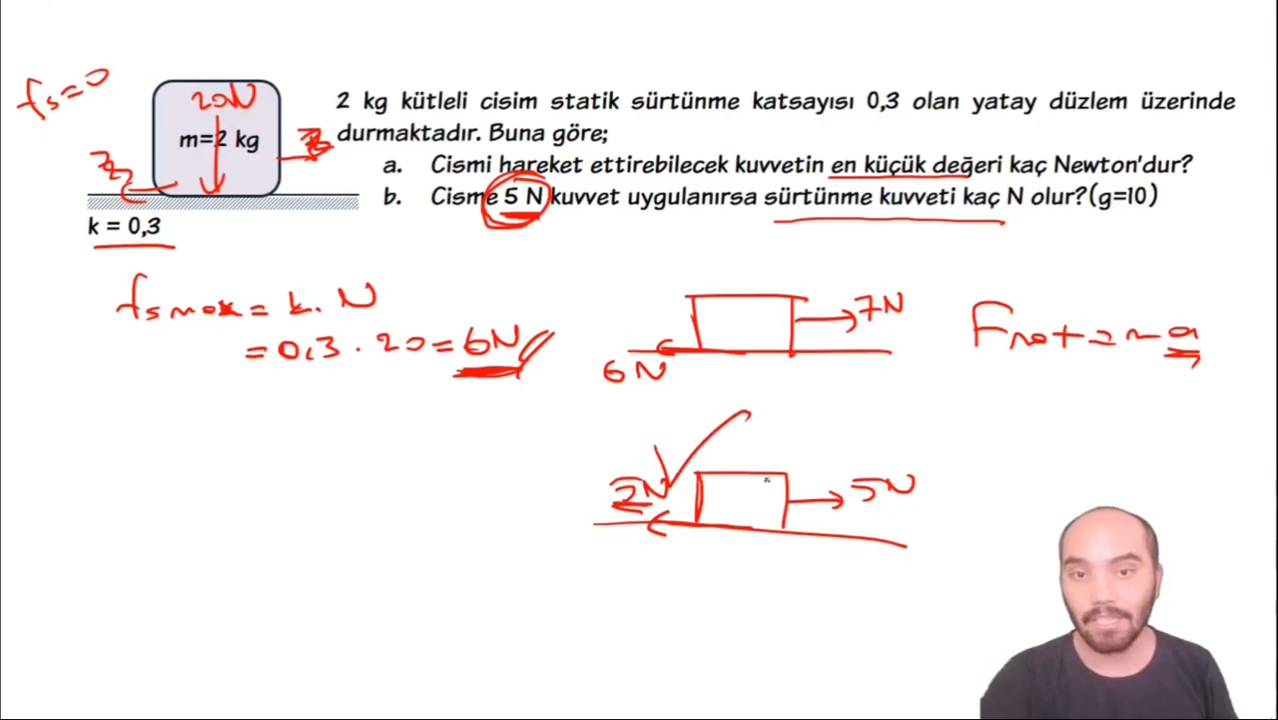 fs=0
20N
m=2 kg
k = 0,3
2 kg kütleli cisim statik sürtünme katsayısı 0,3 olan yatay düzlem üzerinde
durmaktadır. Buna göre;
a. Cismi hareket ettirebilecek kuvvetin en küçük değeri kaç Newton'dur?
b. Cisme 5 N kuvvet uygulanırsa sürtünme kuvveti kaç N olur?(g=10)
fsmax = k. N
= 0,3 . 20 = 6N
7N
6N
Fnet = m a
5N